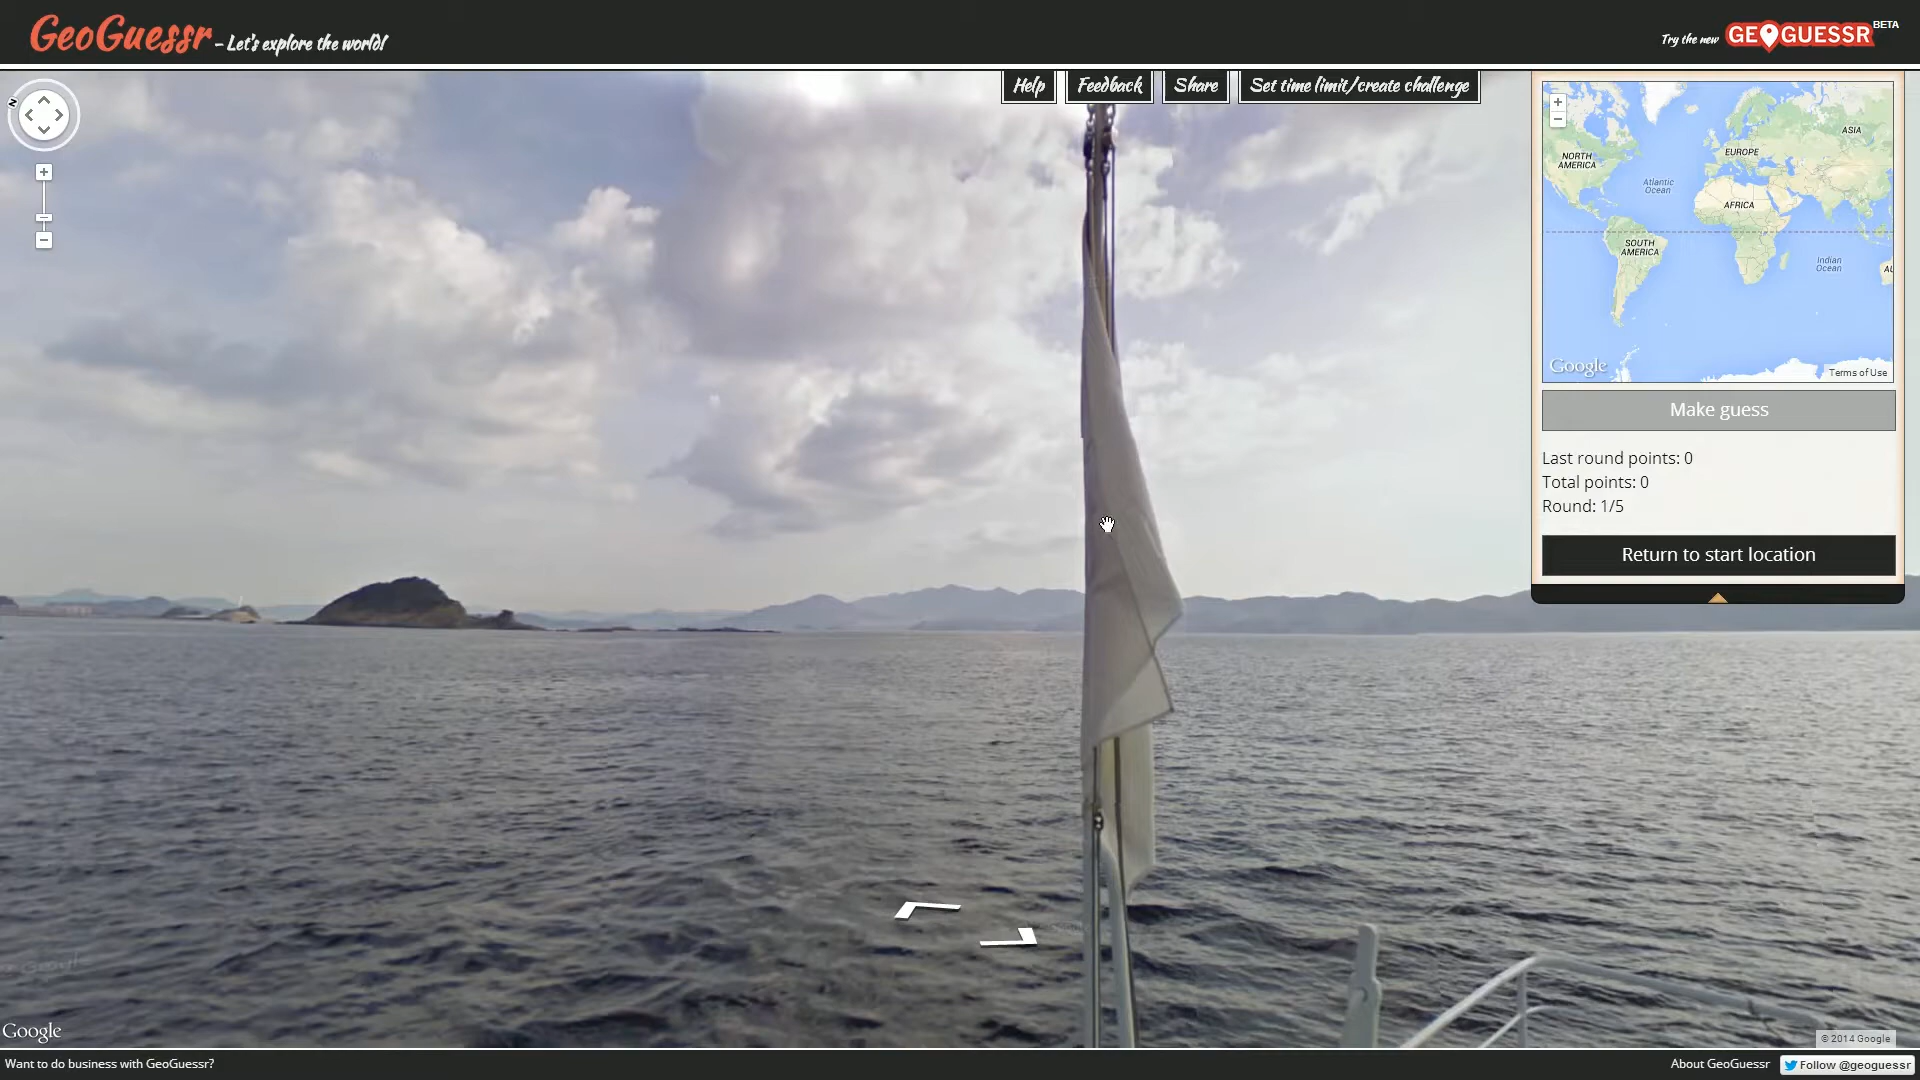 GeoGuessr - Let's explore the world!
Try the new GEOGUESSR BETA
Help Feedback Share Set time limit/create challenge
N
NORTH AMERICA
ASIA
EUROPE
Atlantic Ocean
AFRICA
SOUTH AMERICA
Indian Ocean
AU
Google
Terms of Use
Make guess
Last round points: 0
Total points: 0
Round: 1/5
Return to start location
Google
© 2014 Google
Want to do business with GeoGuessr?
About GeoGuessr
Follow @geoguessr